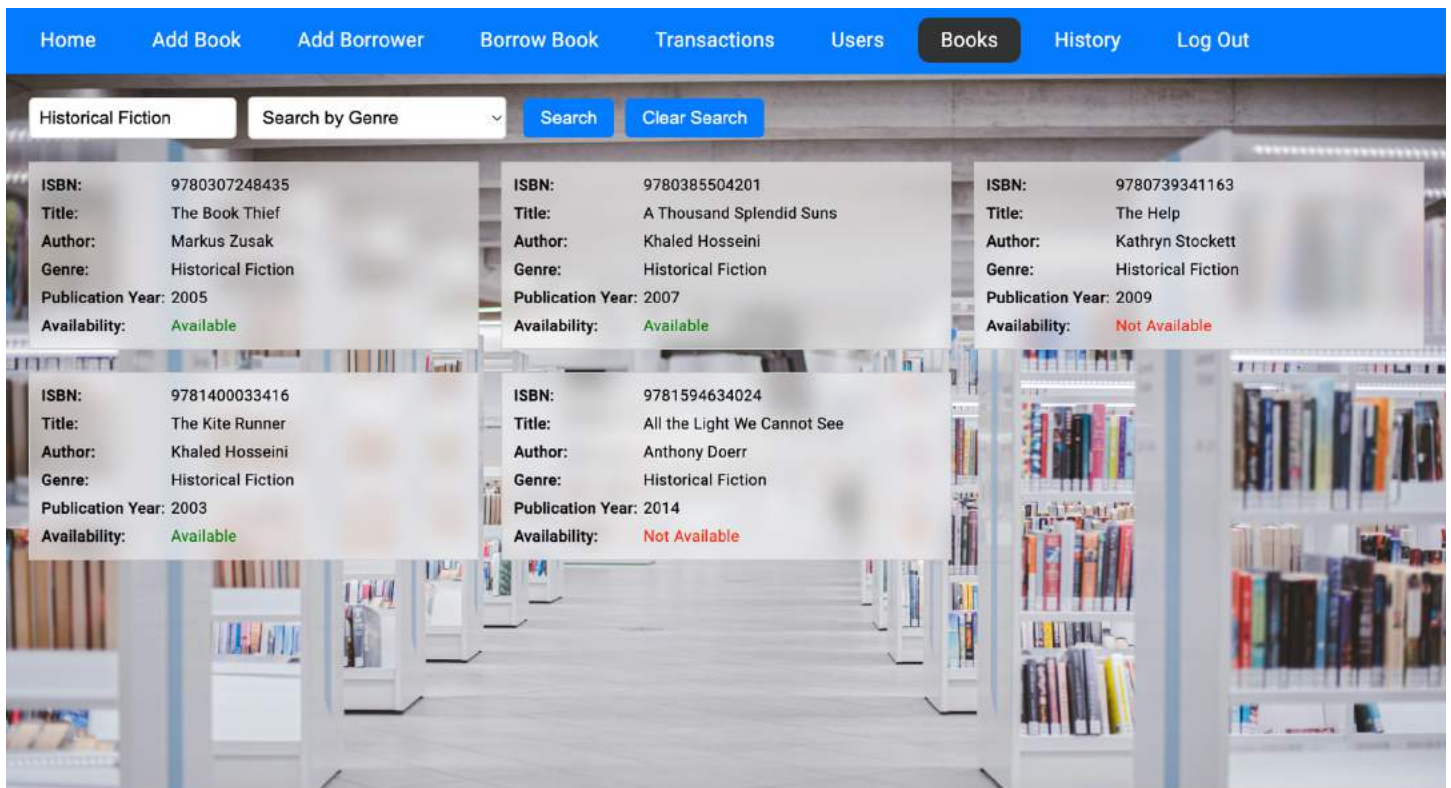 Home Add Book Add Borrower Borrow Book Transactions Users Books History Log Out
Historical Fiction Search by Genre Search Clear Search
ISBN: 9780307248435
Title: The Book Thief
Author: Markus Zusak
Genre: Historical Fiction
Publication Year: 2005
Availability: Available
ISBN: 9780385504201
Title: A Thousand Splendid Suns
Author: Khaled Hosseini
Genre: Historical Fiction
Publication Year: 2007
Availability: Available
ISBN: 9780739341163
Title: The Help
Author: Kathryn Stockett
Genre: Historical Fiction
Publication Year: 2009
Availability: Not Available
ISBN: 9781400033416
Title: The Kite Runner
Author: Khaled Hosseini
Genre: Historical Fiction
Publication Year: 2003
Availability: Available
ISBN: 9781594634024
Title: All the Light We Cannot See
Author: Anthony Doerr
Genre: Historical Fiction
Publication Year: 2014
Availability: Not Available